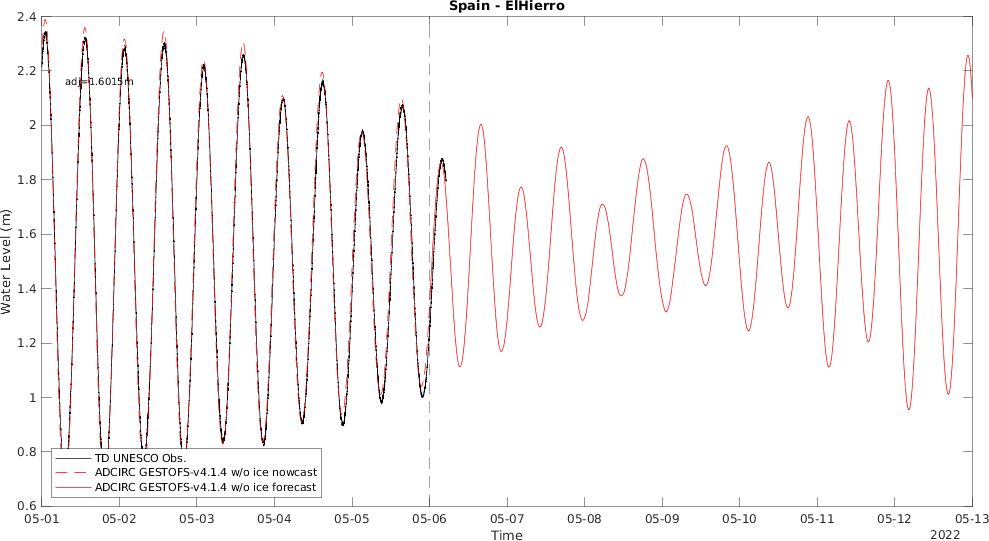 Spain - ElHierro
2.4
2.2
2
1.8
1.6
1.4
1.2
1
0.8
0.6
Water Level (m)
adj=1.6015m
TD UNESCO Obs.
ADCIRC GESTOFS-v4.1.4 w/o ice nowcast
ADCIRC GESTOFS-v4.1.4 w/o ice forecast
05-01 05-02 05-03 05-04 05-05 05-06 05-07 05-08 05-09 05-10 05-11 05-12 05-13
Time
2022